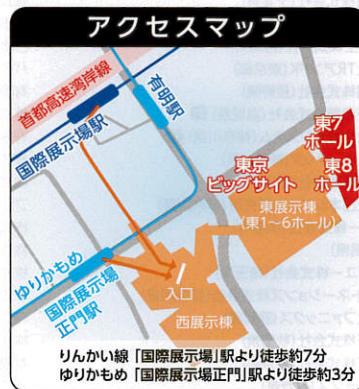 アクセスマップ
首都高速湾岸線
国際展示場駅
有明駅
東7
ホール
東8
ホール
東京
ビッグサイト
東展示棟
(東1〜6ホール)
ゆりかもめ
国際展示場
正門駅
入口
西展示棟
りんかい線「国際展示場」駅より徒歩約7分
ゆりかもめ「国際展示場正門」駅より徒歩約3分